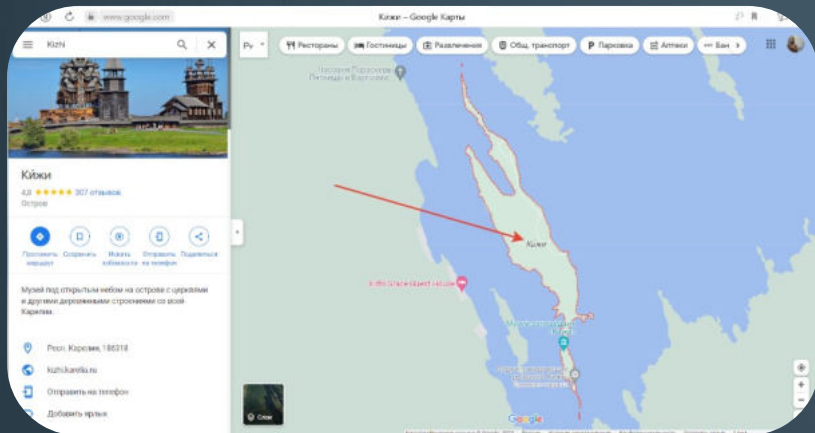 www.google.com
Кижи – Google Карты
Kizhi
Рестораны
Гостиницы
Развлечения
Общ. транспорт
Парковка
Аптеки
Кижи
4,8
307 отзывов
Остров
Проложить маршрут
Сохранить
Искать поблизости
Отправить на телефон
Поделиться
Музей под открытым небом на острове с церквями
и другими деревянными строениями со всей
Карелии.
Респ. Карелия, 186318
kizhi.karelia.ru
Отправить на телефон
Добавить ярлык
Слои
Кижи
Google